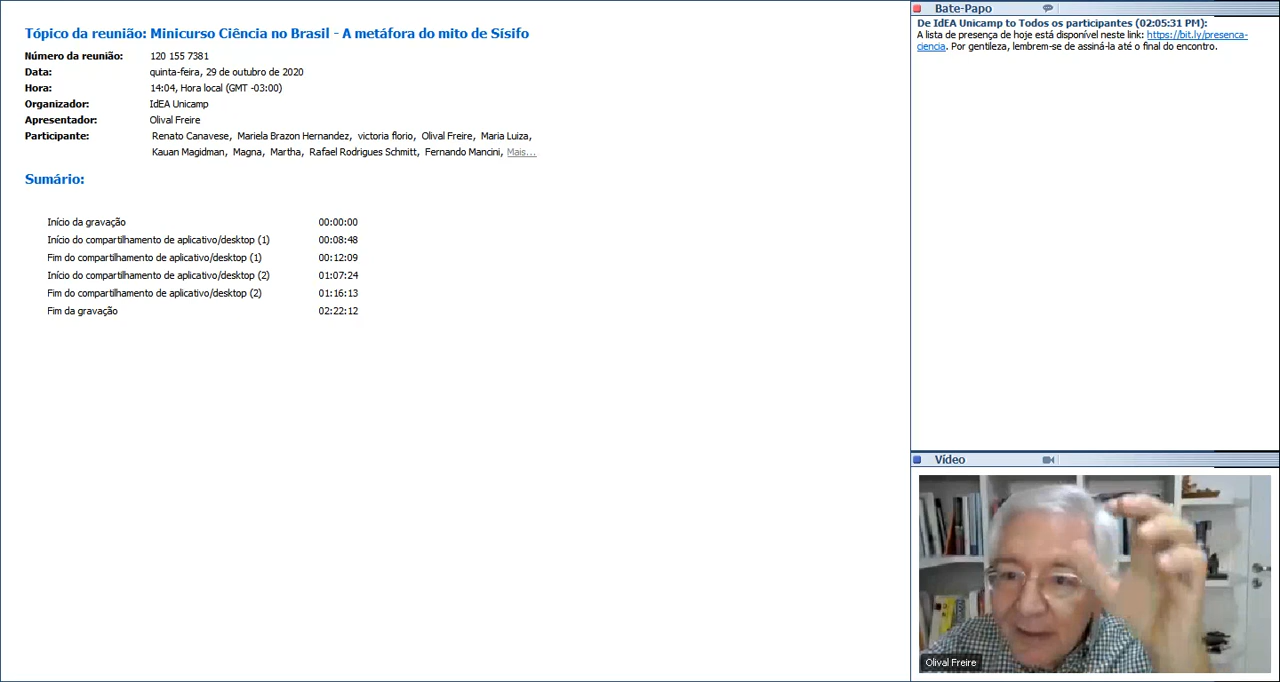 Tópico da reunião: Minicurso Ciência no Brasil - A metáfora do mito de Sísifo
Número da reunião: 120 155 7381
Data: quinta-feira, 29 de outubro de 2020
Hora: 14:04, Hora local (GMT -03:00)
Organizador: IdEA Unicamp
Apresentador: Olival Freire
Participante: Renato Canavese, Mariela Brazon Hernandez, victoria florio, Olival Freire, Maria Luiza,
Kauan Magidman, Magna, Martha, Rafael Rodrigues Schmitt, Fernando Mancini, Mais...
Sumário:
Início da gravação 00:00:00
Início do compartilhamento de aplicativo/desktop (1) 00:08:48
Fim do compartilhamento de aplicativo/desktop (1) 00:12:09
Início do compartilhamento de aplicativo/desktop (2) 01:07:24
Fim do compartilhamento de aplicativo/desktop (2) 01:16:13
Fim da gravação 02:22:12
Bate-Papo
De IdEA Unicamp to Todos os participantes (02:05:31 PM):
A lista de presença de hoje está disponível neste link: https://bit.ly/presenca-
ciencia. Por gentileza, lembrem-se de assiná-la até o final do encontro.
Vídeo
Olival Freire